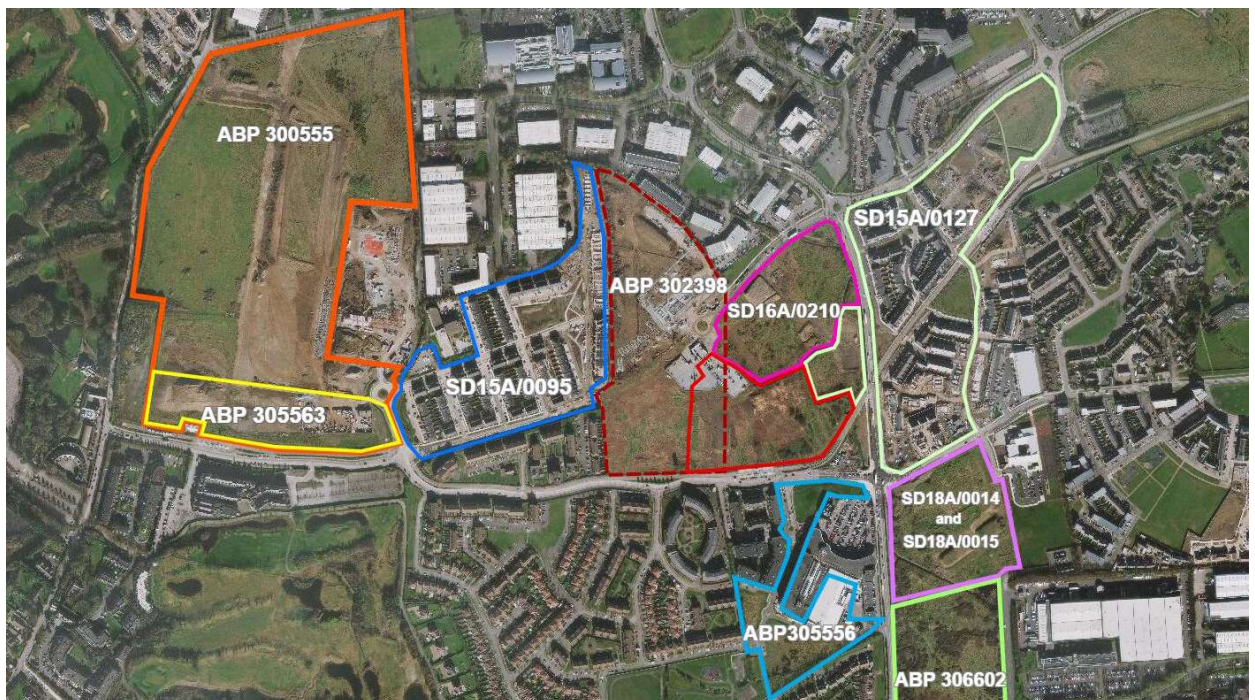 ABP 300555
SD15A/0127
ABP 302398
SD16A/0210
SD15A/0095
ABP 305563
SD18A/0014
and
SD18A/0015
ABP305556
ABP 306602